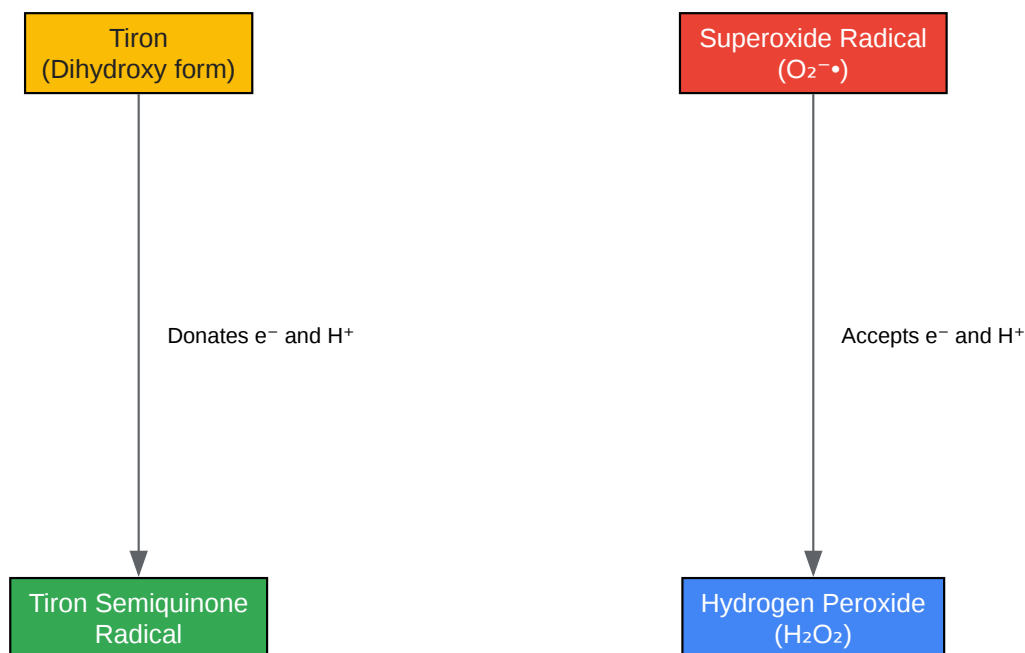 Tiron
(Dihydroxy form)
Superoxide Radical
(O₂⁻•)
Donates e⁻ and H⁺
Accepts e⁻ and H⁺
Tiron Semiquinone
Radical
Hydrogen Peroxide
(H₂O₂)